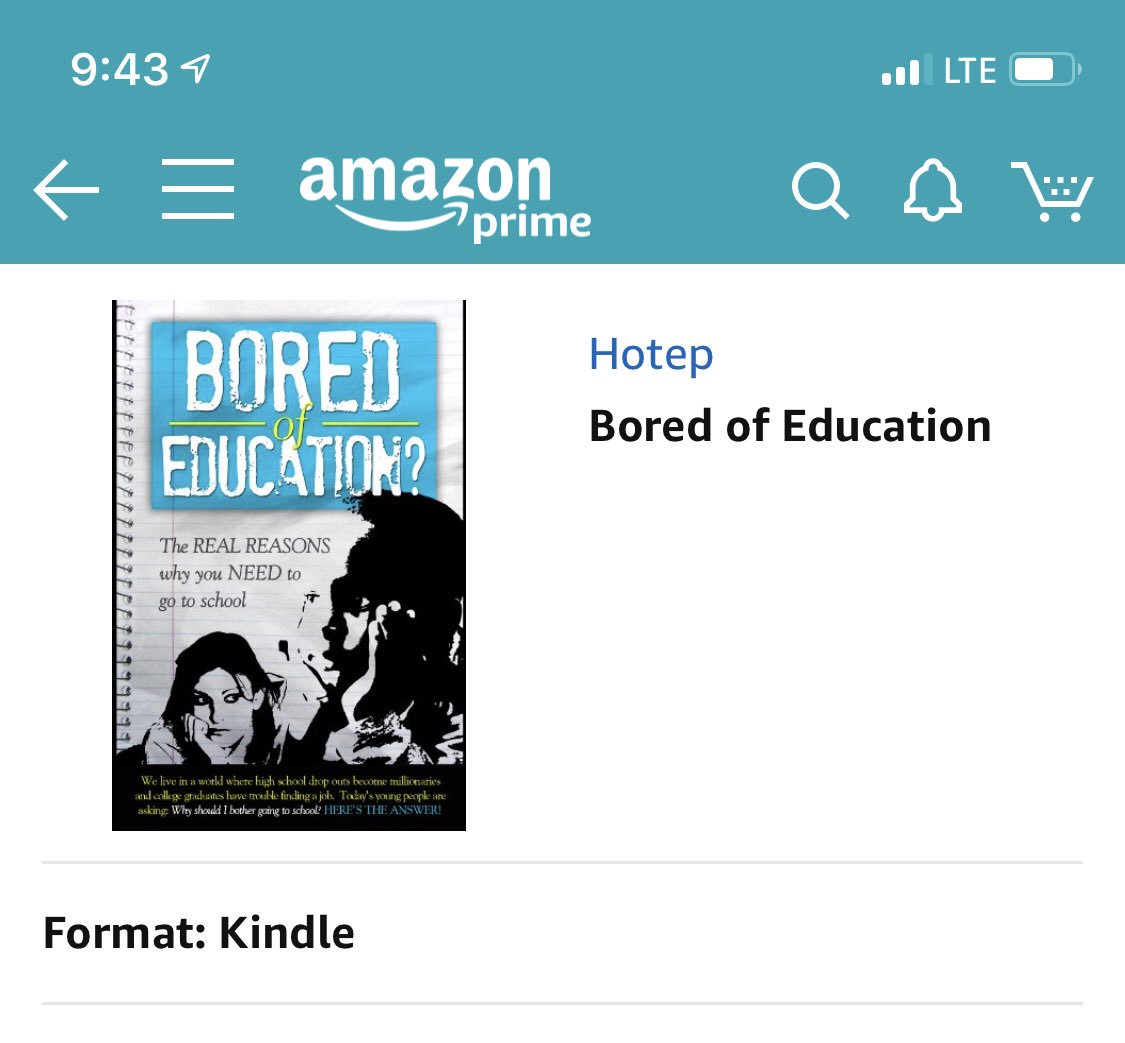 9:43
LTE
amazon
prime
BORED
of
EDUCATION?
The REAL REASONS
why you NEED to
go to school
We live in a world where high school drop outs become millionaries
and college graduates have trouble finding a job. Today's young people are
asking: Why should I bother going to school? HERE'S THE ANSWER!
Hotep
Bored of Education
Format: Kindle